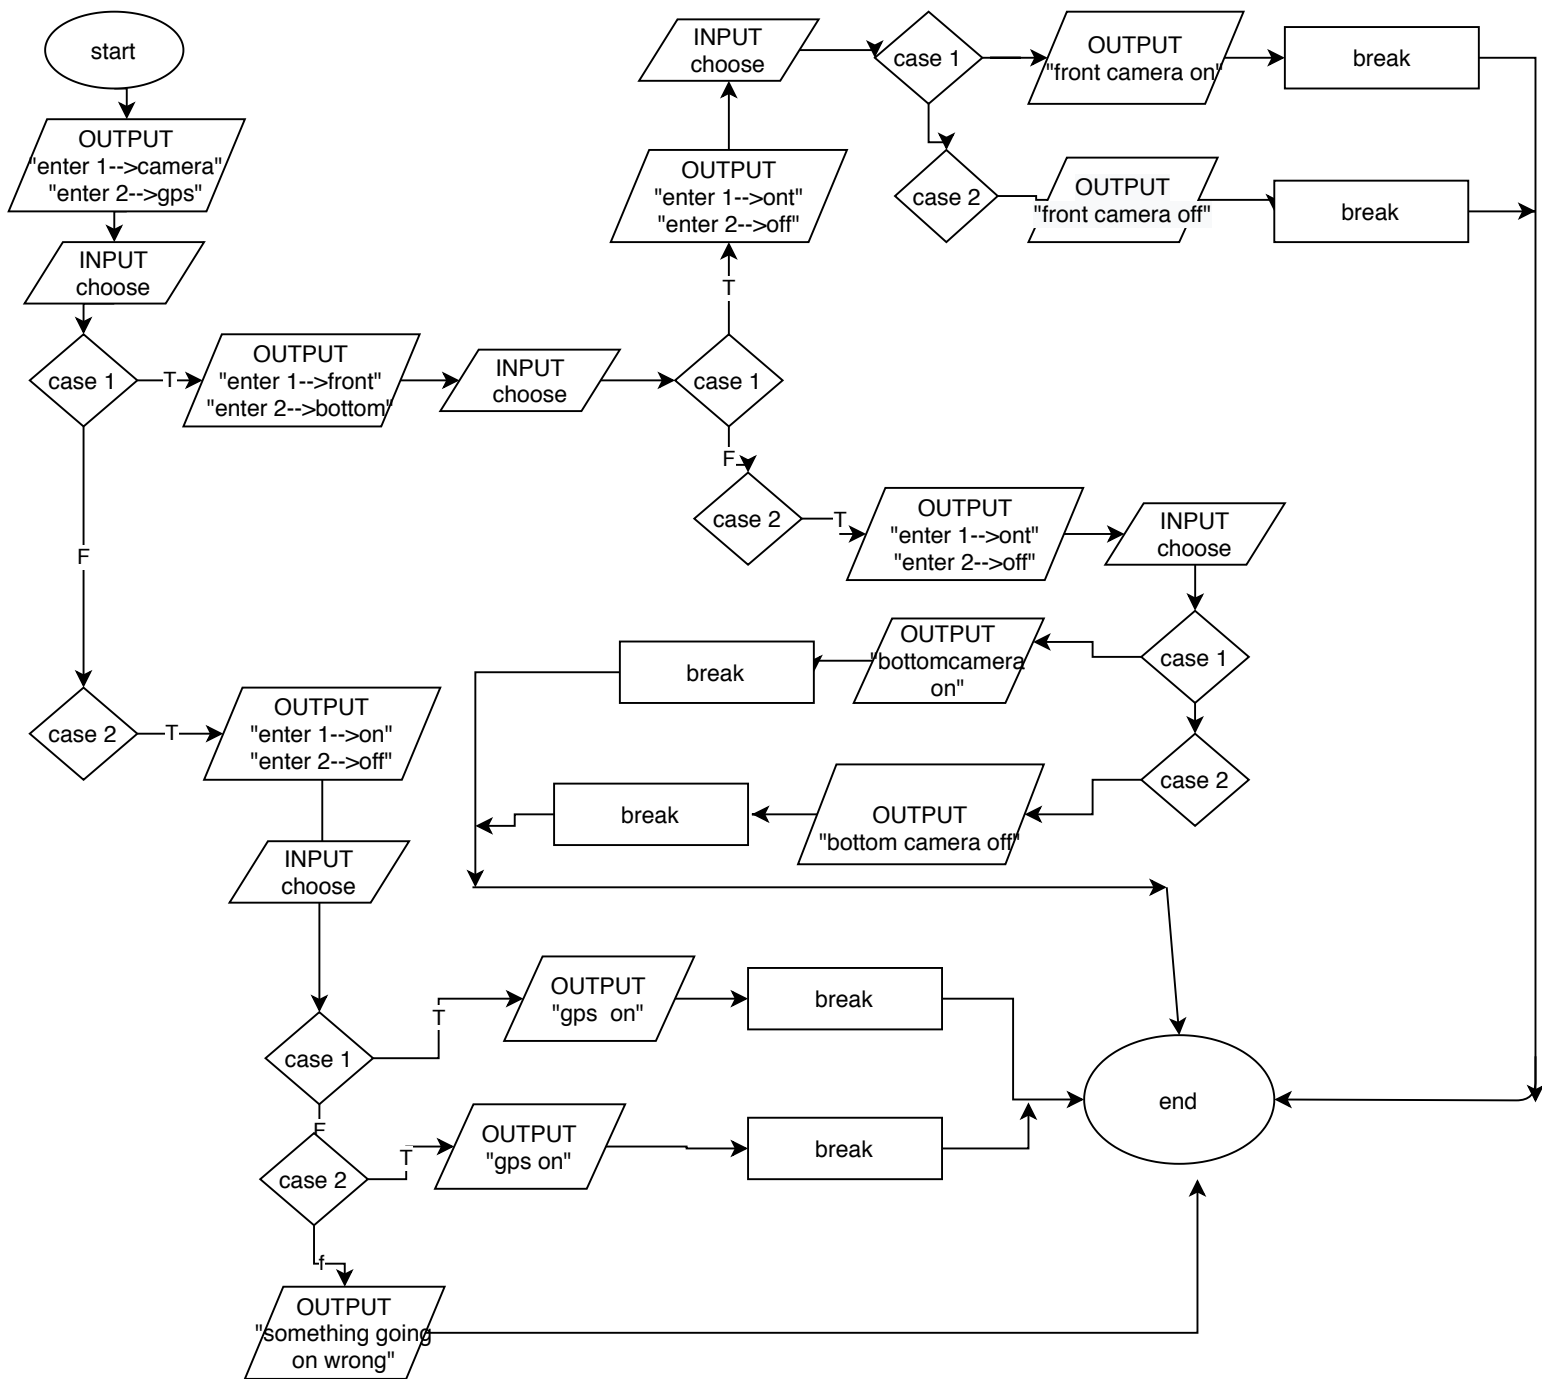 start
OUTPUT
"enter 1-->camera"
"enter 2-->gps"
INPUT
choose
case 1
T
OUTPUT
"enter 1-->front"
"enter 2-->bottom"
INPUT
choose
case 1
T
OUTPUT
"enter 1-->ont"
"enter 2-->off"
INPUT
choose
case 1
OUTPUT
"front camera on"
break
case 2
OUTPUT
"front camera off"
break
F
case 2
T
OUTPUT
"enter 1-->ont"
"enter 2-->off"
INPUT
choose
case 1
OUTPUT
"bottomcamera
on"
break
case 2
OUTPUT
"bottom camera off"
break
F
case 2
T
OUTPUT
"enter 1-->on"
"enter 2-->off"
INPUT
choose
case 1
T
OUTPUT
"gps  on"
break
F
case 2
T
OUTPUT
"gps on"
break
f
OUTPUT
"something going
on wrong"
end